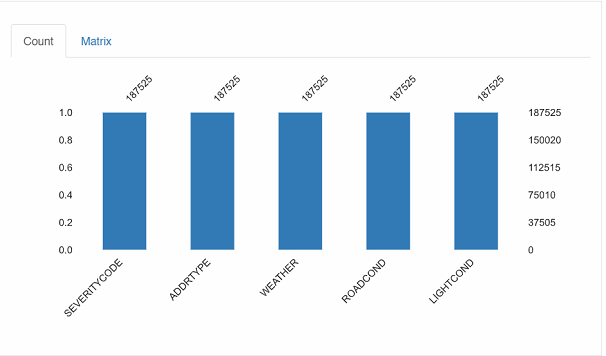 Count Matrix
187525 187525 187525 187525 187525
1.0 187525
0.8 150020
0.6 112515
0.4 75010
0.2 37505
0.0 0
SEVERITYCODE ADDRTYPE WEATHER ROADCOND LIGHTCOND